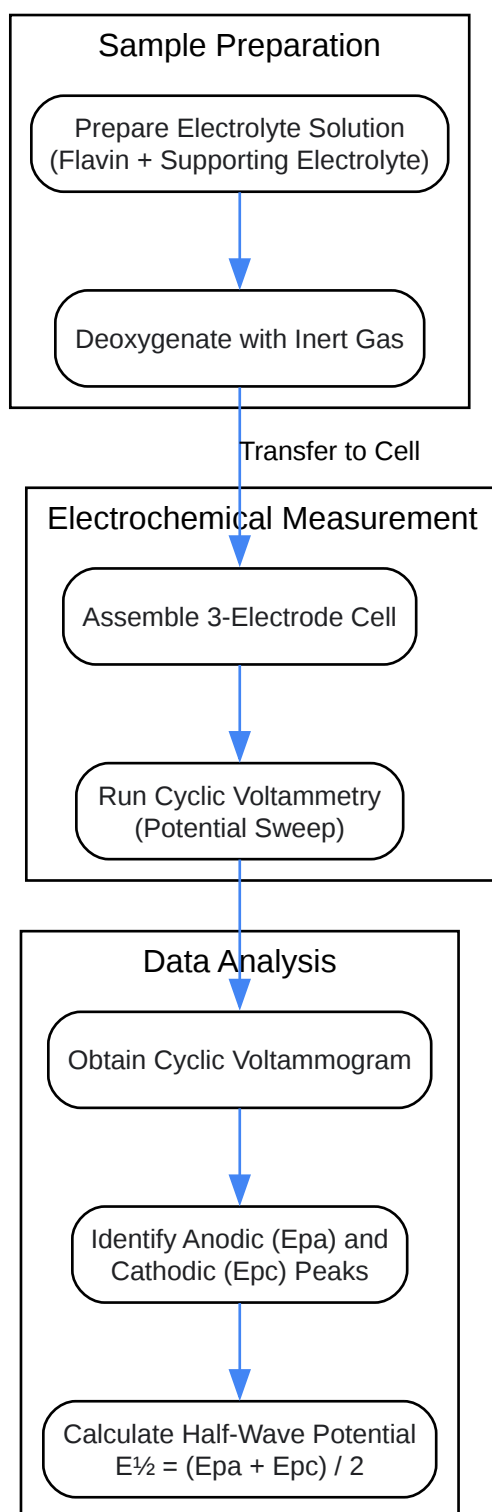 Sample Preparation
Prepare Electrolyte Solution
(Flavin + Supporting Electrolyte)
Deoxygenate with Inert Gas
Transfer to Cell
Electrochemical Measurement
Assemble 3-Electrode Cell
Run Cyclic Voltammetry
(Potential Sweep)
Data Analysis
Obtain Cyclic Voltammogram
Identify Anodic (Epa) and
Cathodic (Epc) Peaks
Calculate Half-Wave Potential
E½ = (Epa + Epc) / 2